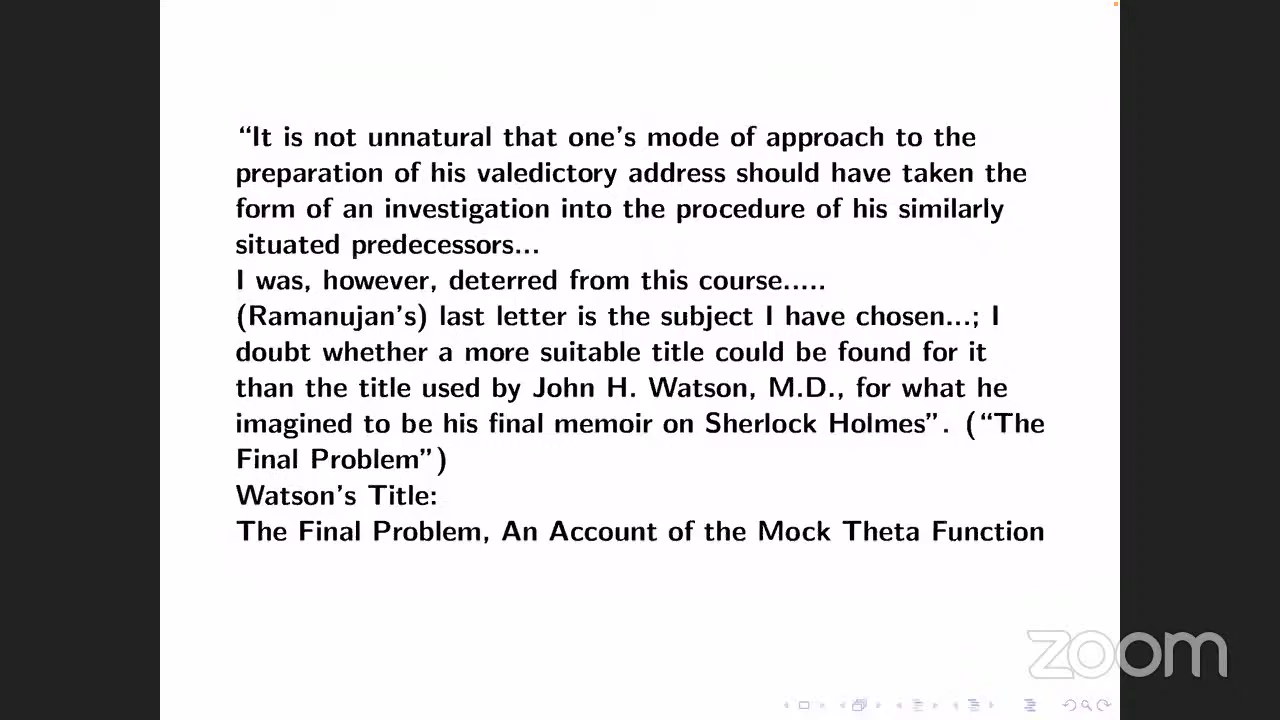 “It is not unnatural that one’s mode of approach to the
preparation of his valedictory address should have taken the
form of an investigation into the procedure of his similarly
situated predecessors...
I was, however, deterred from this course.....
(Ramanujan’s) last letter is the subject I have chosen...; I
doubt whether a more suitable title could be found for it
than the title used by John H. Watson, M.D., for what he
imagined to be his final memoir on Sherlock Holmes”. (“The
Final Problem”)
Watson’s Title:
The Final Problem, An Account of the Mock Theta Function
zoom